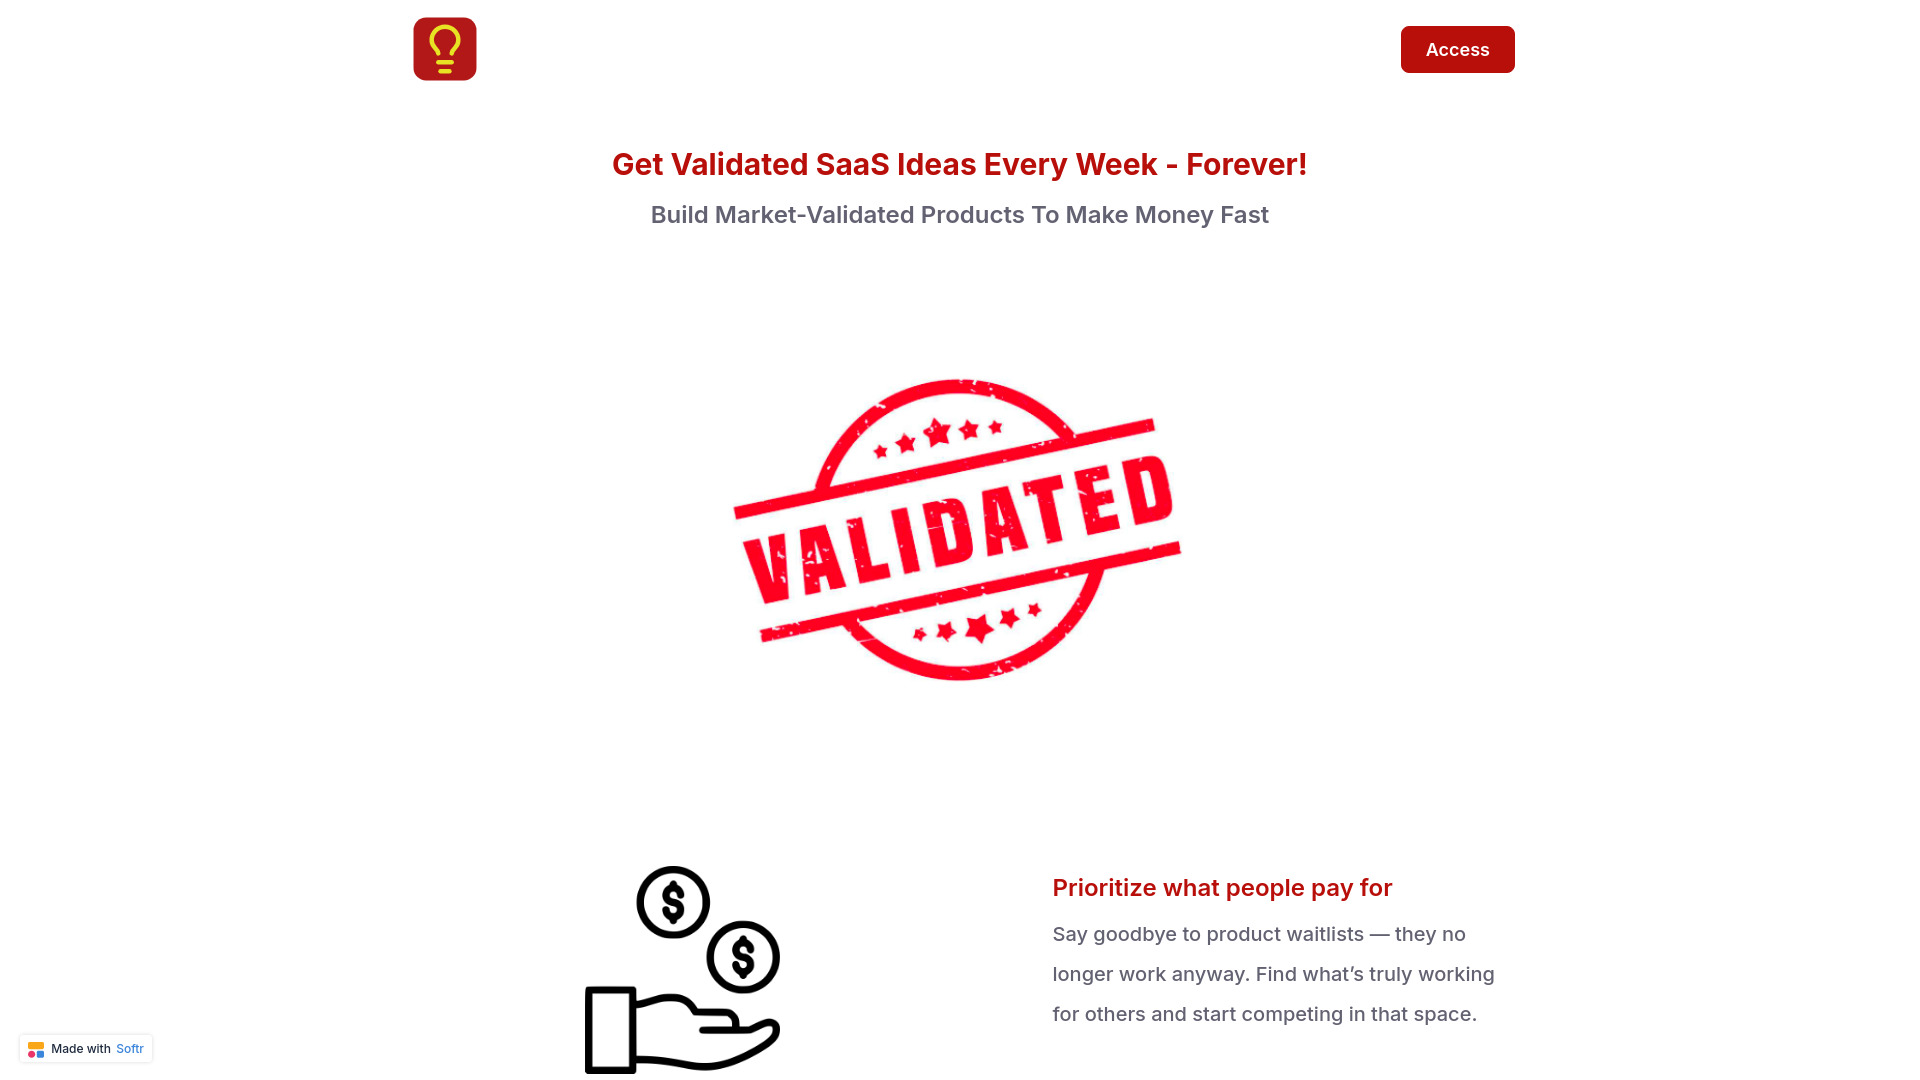 Access
Get Validated SaaS Ideas Every Week - Forever!
Build Market-Validated Products To Make Money Fast
VALIDATED
$
$
Prioritize what people pay for
Say goodbye to product waitlists — they no
longer work anyway. Find what’s truly working
for others and start competing in that space.
Made with Softr